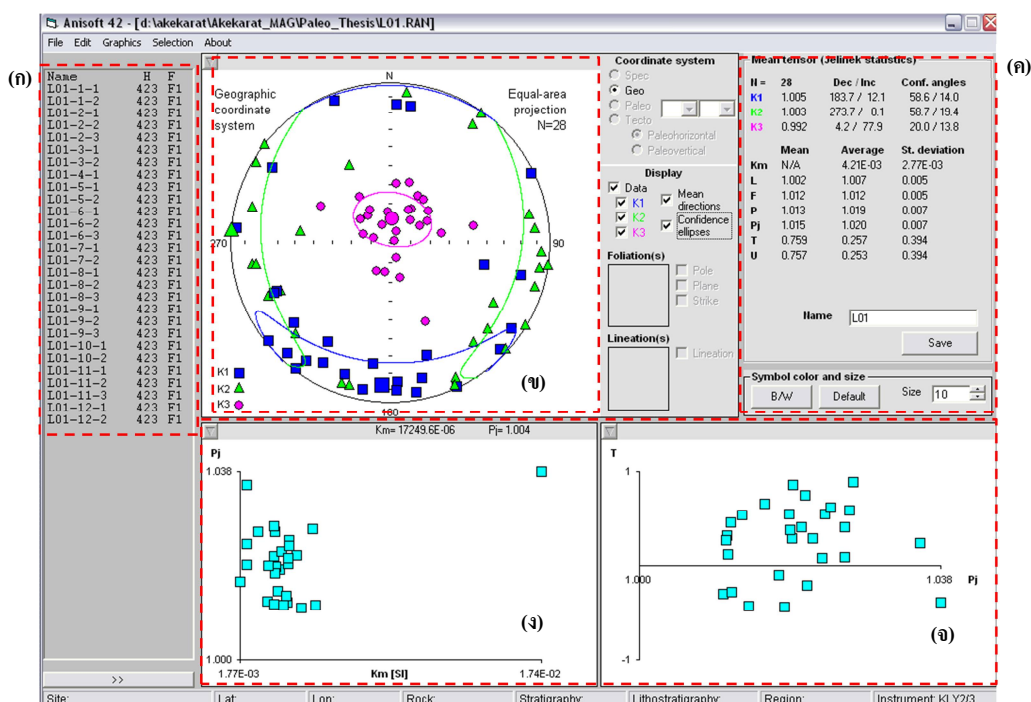 Anisoft 42 - [d:\akekarat\Akekarat_MAG\Paleo_Thesis\L01.RAN]
File Edit Graphics Selection About
(ก)
Name H F
L01-1-1 423 F1
L01-1-2 423 F1
L01-2-1 423 F1
L01-2-2 423 F1
L01-2-3 423 F1
L01-3-1 423 F1
L01-3-2 423 F1
L01-4-1 423 F1
L01-5-1 423 F1
L01-5-2 423 F1
L01-6-1 423 F1
L01-6-2 423 F1
L01-6-3 423 F1
L01-7-1 423 F1
L01-7-2 423 F1
L01-8-1 423 F1
L01-8-2 423 F1
L01-8-3 423 F1
L01-9-1 423 F1
L01-9-2 423 F1
L01-9-3 423 F1
L01-10-1 423 F1
L01-10-2 423 F1
L01-11-1 423 F1
L01-11-2 423 F1
L01-11-3 423 F1
L01-12-1 423 F1
L01-12-2 423 F1
>>
Geographic
coordinate
system
N
Equal-area
projection
N=28
270
90
180
K1
K2
K3
(ข)
Coordinate system
Spec
Geo
Paleo
Tecto
Paleohorizontal
Paleovertical
Display
Data
K1
K2
K3
Mean
directions
Confidence
ellipses
Foliation(s)
Pole
Plane
Strike
Lineation(s)
Lineation
(ค)
Mean tensor (Jelinek statistics)
N = 28 Dec / Inc Conf. angles
K1 1.005 183.7 / 12.1 58.6 / 14.0
K2 1.003 273.7 / 0.1 58.7 / 19.4
K3 0.992 4.2 / 77.9 20.0 / 13.8
Mean Average St. deviation
Km N/A 4.21E-03 2.77E-03
L 1.002 1.007 0.005
F 1.012 1.012 0.005
P 1.013 1.019 0.007
Pj 1.015 1.020 0.007
T 0.759 0.257 0.394
U 0.757 0.253 0.394
Name L01
Save
Symbol color and size
B/W Default Size 10
Km= 17249.6E-06 Pj= 1.004
Pj
1.038
1.000
1.77E-03 Km [SI] 1.74E-02
(ง)
T
1
1.000
1.038 Pj
-1
(จ)
Site: Lat: Lon: Rock: Stratigraphy: Lithostratigraphy: Region: Instrument: KLY2/3